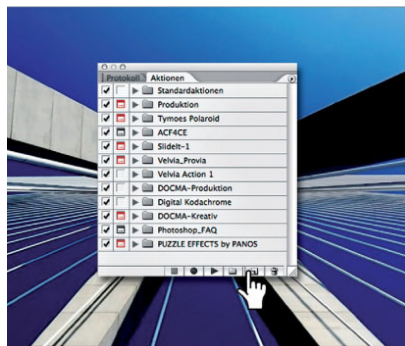 Protokoll Aktionen
Standardaktionen
Produktion
Tymoes Polaroid
ACF4CE
SlideIt-1
Velvia_Provia
Velvia Action 1
DOCMA-Produktion
Digital Kodachrome
DOCMA-Kreativ
Photoshop_FAQ
PUZZLE EFFECTS by PANOS